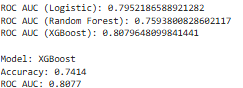 ROC AUC (Logistic): 0.7952186588921282
ROC AUC (Random Forest): 0.7593800828602117
ROC AUC (XGBoost): 0.8079648099841441
Model: XGBoost
Accuracy: 0.7414
ROC AUC: 0.8077